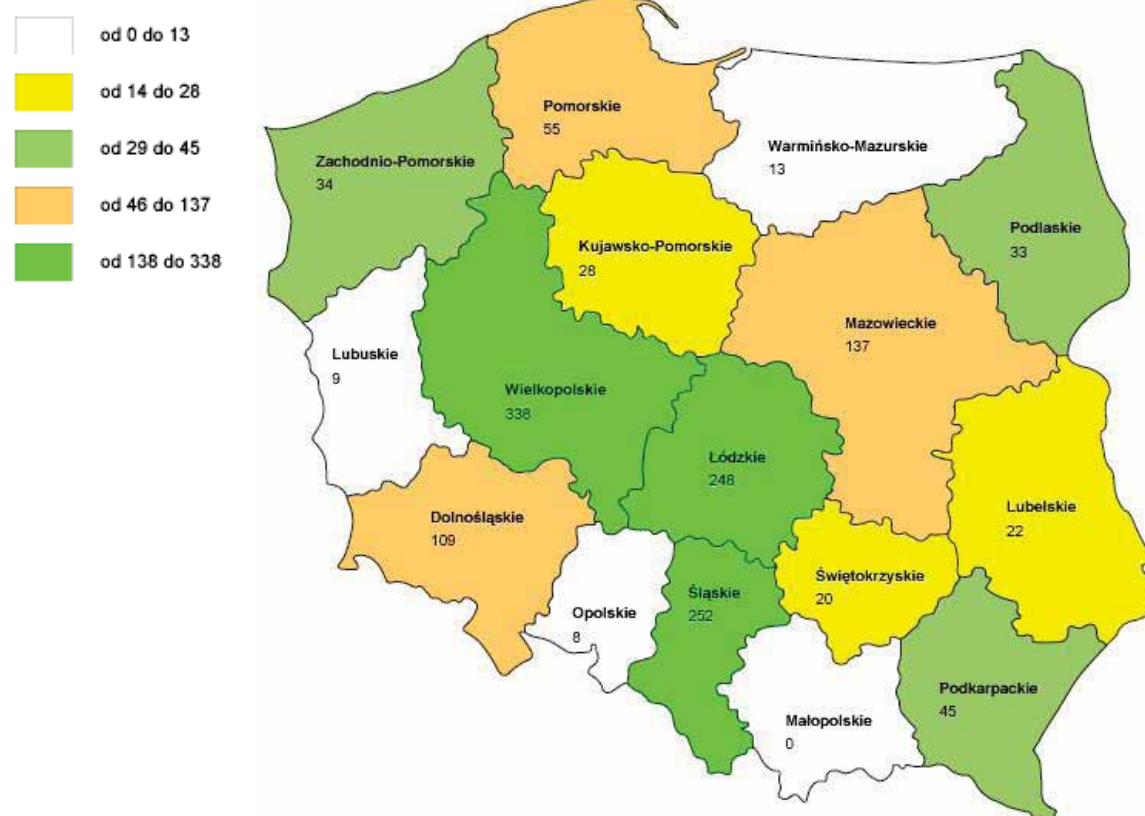 od 0 do 13
od 14 do 28
od 29 do 45
od 46 do 137
od 138 do 338
Pomorskie
55
Warmińsko-Mazurskie
13
Zachodnio-Pomorskie
34
Podlaskie
33
Kujawsko-Pomorskie
28
Mazowieckie
137
Lubuskie
9
Wielkopolskie
338
Łódzkie
248
Lubelskie
22
Dolnośląskie
109
Świętokrzyskie
20
Śląskie
252
Opolskie
8
Podkarpackie
45
Małopolskie
0